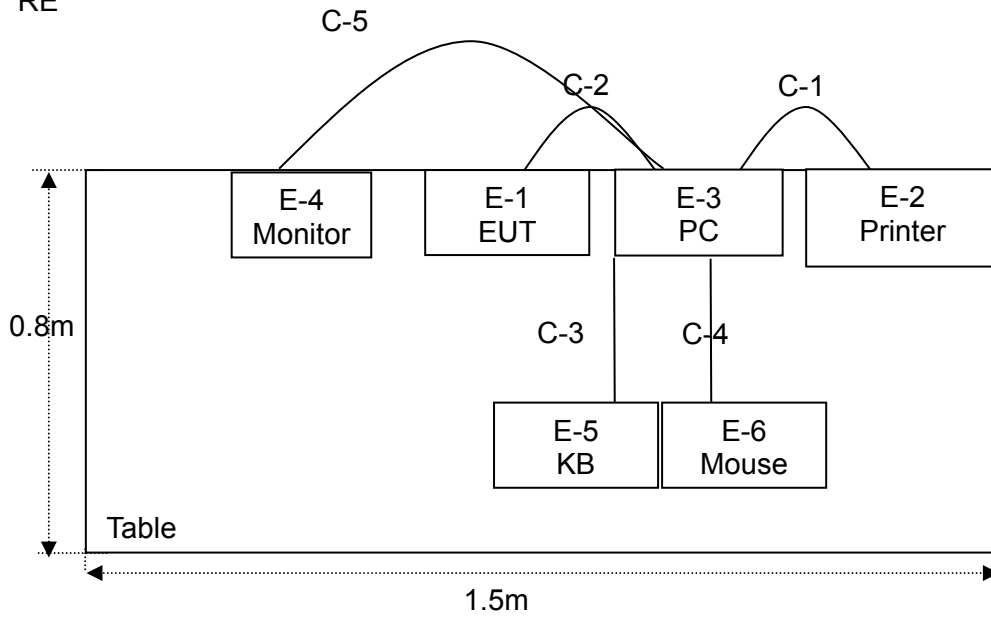 RE
C-5
C-2
C-1
E-4
Monitor
E-1
EUT
E-3
PC
E-2
Printer
0.8m
C-3
C-4
E-5
KB
E-6
Mouse
Table
1.5m